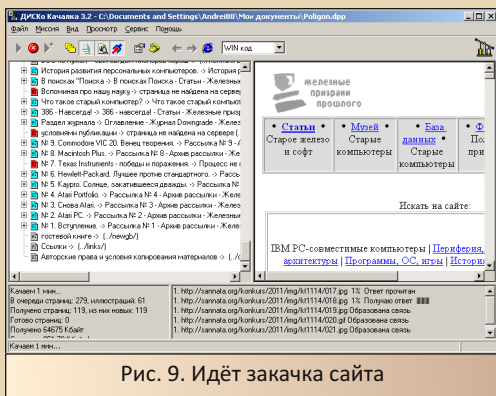 ДИСКо Качалка 3.2 - C:\Documents and Settings\Andrei88\Мои документы\Poligon.dpp
Файл Миссия Вид Просмотр Сервис Помощь
WIN код
История развития персональных компьютеров. -> История р
В поисках "Поиска -> В поисках Поиска - Статьи - Железны
Вспоминая про нашу науку -> страница не найдена на серве
Что такое старый компьютер? -> Что такое старый компьют
386 - Навсегда! -> 386 - навсегда! - Статьи - Железные приз
Раздел журнала -> Оглавление - Журнал Downgrade - Желез
условиями публикации -> страница не найдена на сервере (.
№ 9. Commodore VIC 20. Венец творения. -> Рассылка № 9 - А
№ 8. Macintosh Plus. -> Рассылка № 8 - Архив рассылки - Же
№ 7. Texas Instruments - победы и поражения. -> Процесс не
№ 6. Hewlett-Packard. Лучшее против стандартного. -> Расс
№ 5. Kaypro. Солнце, закатившееся дважды. -> Рассылка №
№ 4. Atari Portfolio. -> Рассылка № 4 - Архив рассылки - Желе
№ 3. Снова Atari. -> Рассылка № 3 - Архив рассылки - Железн
№ 2. Atari PC. -> Рассылка № 2 - Архив рассылки - Железные
№ 1. Вступление. -> Рассылка № 1 - Архив рассылки - Желез
гостевой книге -> (../newgb/)
Ссылки -> (../links/)
Авторские права и условия копирования материалов -> (../с
железные
призраки
прошлого
• Статьи •
Старое железо
и софт
• Музей •
Старые
компьютеры
• База
данных •
Старые
компьютеры
• Ф
По
при
Искать на сайте:
IBM PC-совместимые компьютеры | Периферия,
архитектуры | Программы, ОС, игры | История
Качаем 1 мин...
В очереди страниц: 279, иллюстраций: 61
Получено страниц: 119, из них новых: 119
Готово страниц: 0
Получено 64675 Кбайт
1. http://sannata.org/konkurs/2011/img/kt1114/017.jpg 1% Ответ прочитан
1. http://sannata.org/konkurs/2011/img/kt1114/018.jpg 1% Получаю ответ
1. http://sannata.org/konkurs/2011/img/kt1114/019.jpg Образована связь
1. http://sannata.org/konkurs/2011/img/kt1114/020.gif Образована связь
1. http://sannata.org/konkurs/2011/img/kt1114/021.jpg Образована связь
Качаем 1 мин...
Рис. 9. Идёт закачка сайта